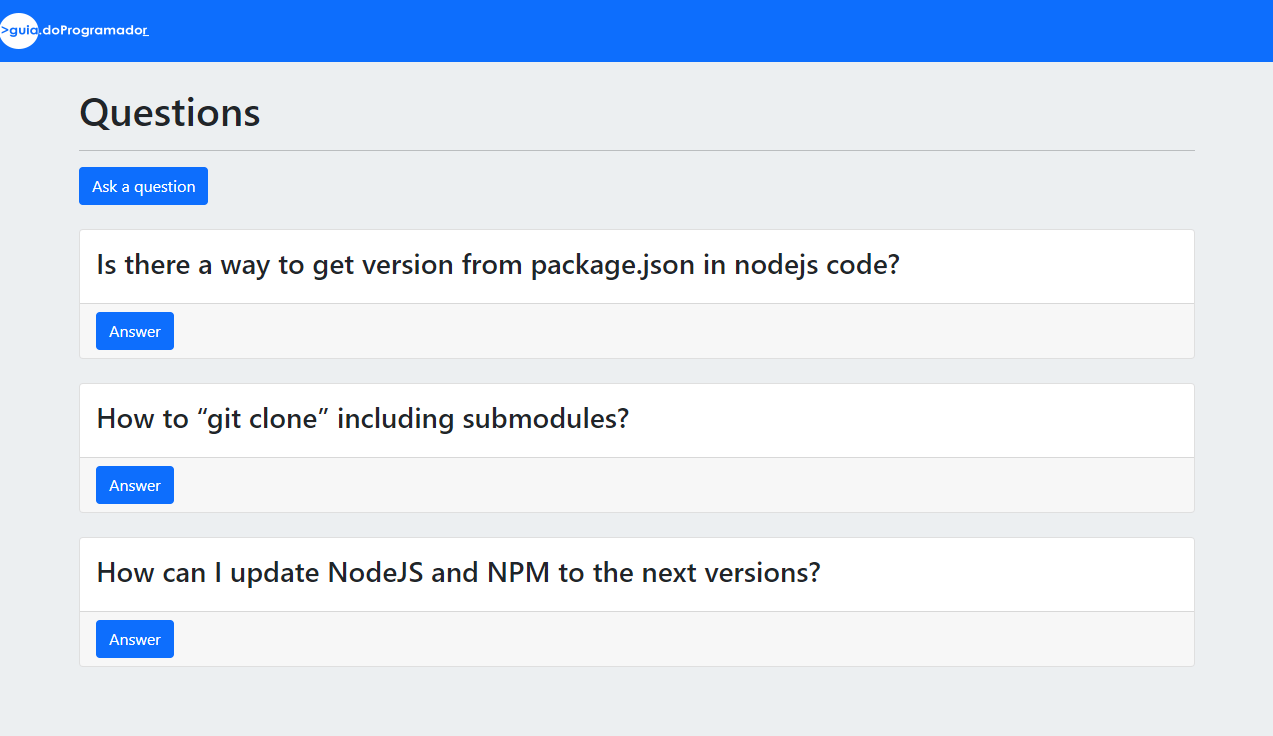 >guia.doProgramador_
Questions
Ask a question
Is there a way to get version from package.json in nodejs code?
Answer
How to “git clone” including submodules?
Answer
How can I update NodeJS and NPM to the next versions?
Answer